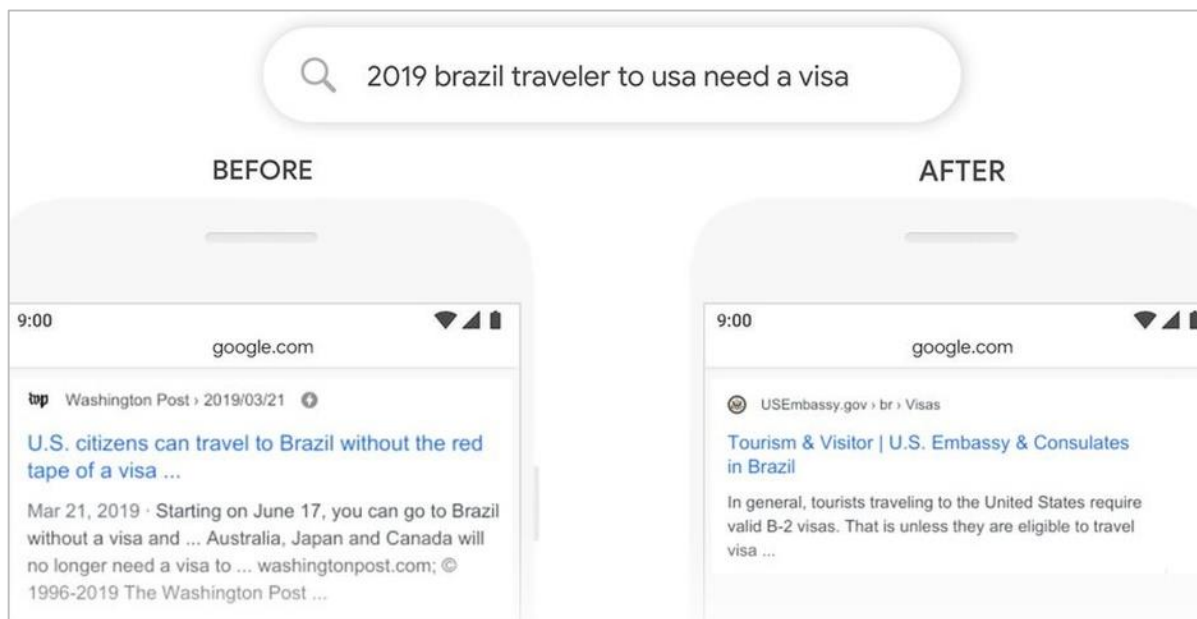 2019 brazil traveler to usa need a visa
BEFORE
9:00
google.com
wp Washington Post › 2019/03/21
U.S. citizens can travel to Brazil without the red
tape of a visa ...
Mar 21, 2019 · Starting on June 17, you can go to Brazil
without a visa and ... Australia, Japan and Canada will
no longer need a visa to ... washingtonpost.com; ©
1996-2019 The Washington Post ...
AFTER
9:00
google.com
USEmbassy.gov › br › Visas
Tourism & Visitor | U.S. Embassy & Consulates
in Brazil
In general, tourists traveling to the United States require
valid B-2 visas. That is unless they are eligible to travel
visa ...